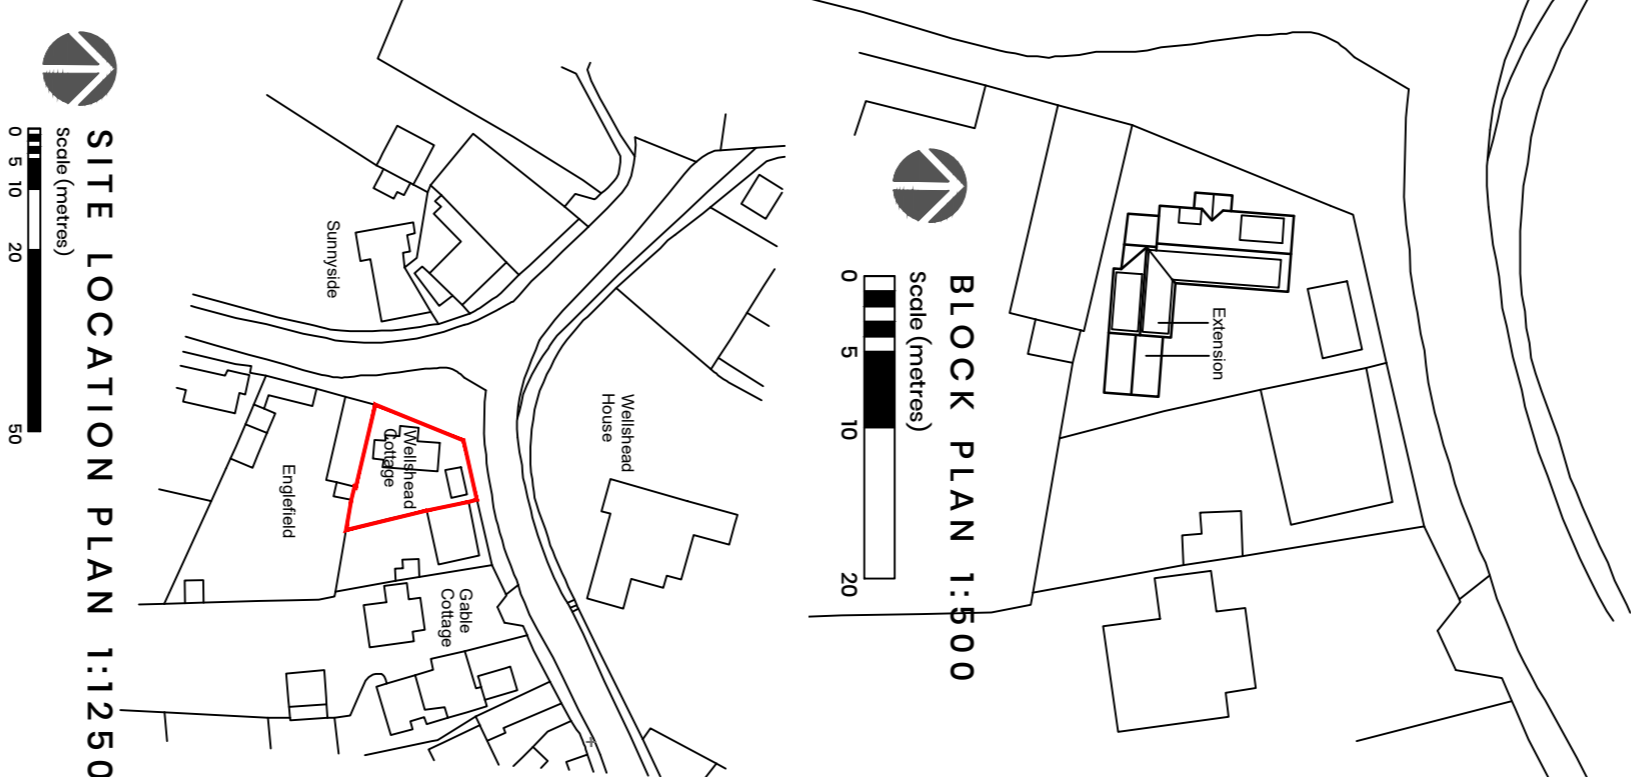 SITE LOCATION PLAN 1:1250
Scale (metres)
0 5 10 20 50
Sunnyside
Englefield
Wellshead
Cottage
Wellshead
House
Gable
Cottage
BLOCK PLAN 1:500
Scale (metres)
0 5 10 20
Extension